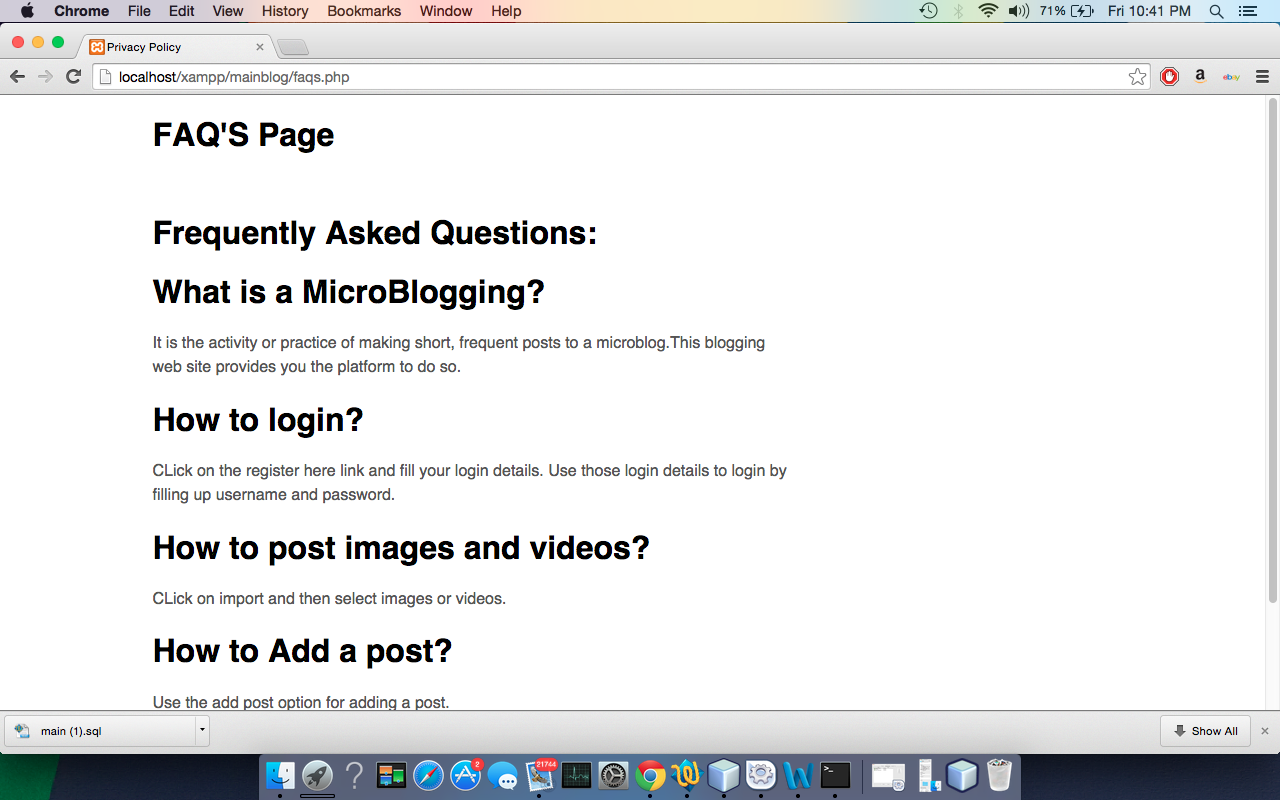 Chrome File Edit View History Bookmarks Window Help 71% Fri 10:41 PM
Privacy Policy
localhost/xampp/mainblog/faqs.php a ebay
FAQ'S Page
Frequently Asked Questions:
What is a MicroBlogging?
It is the activity or practice of making short, frequent posts to a microblog.This blogging
web site provides you the platform to do so.
How to login?
CLick on the register here link and fill your login details. Use those login details to login by
filling up username and password.
How to post images and videos?
CLick on import and then select images or videos.
How to Add a post?
Use the add post option for adding a post.
main (1).sql Show All
2 21744